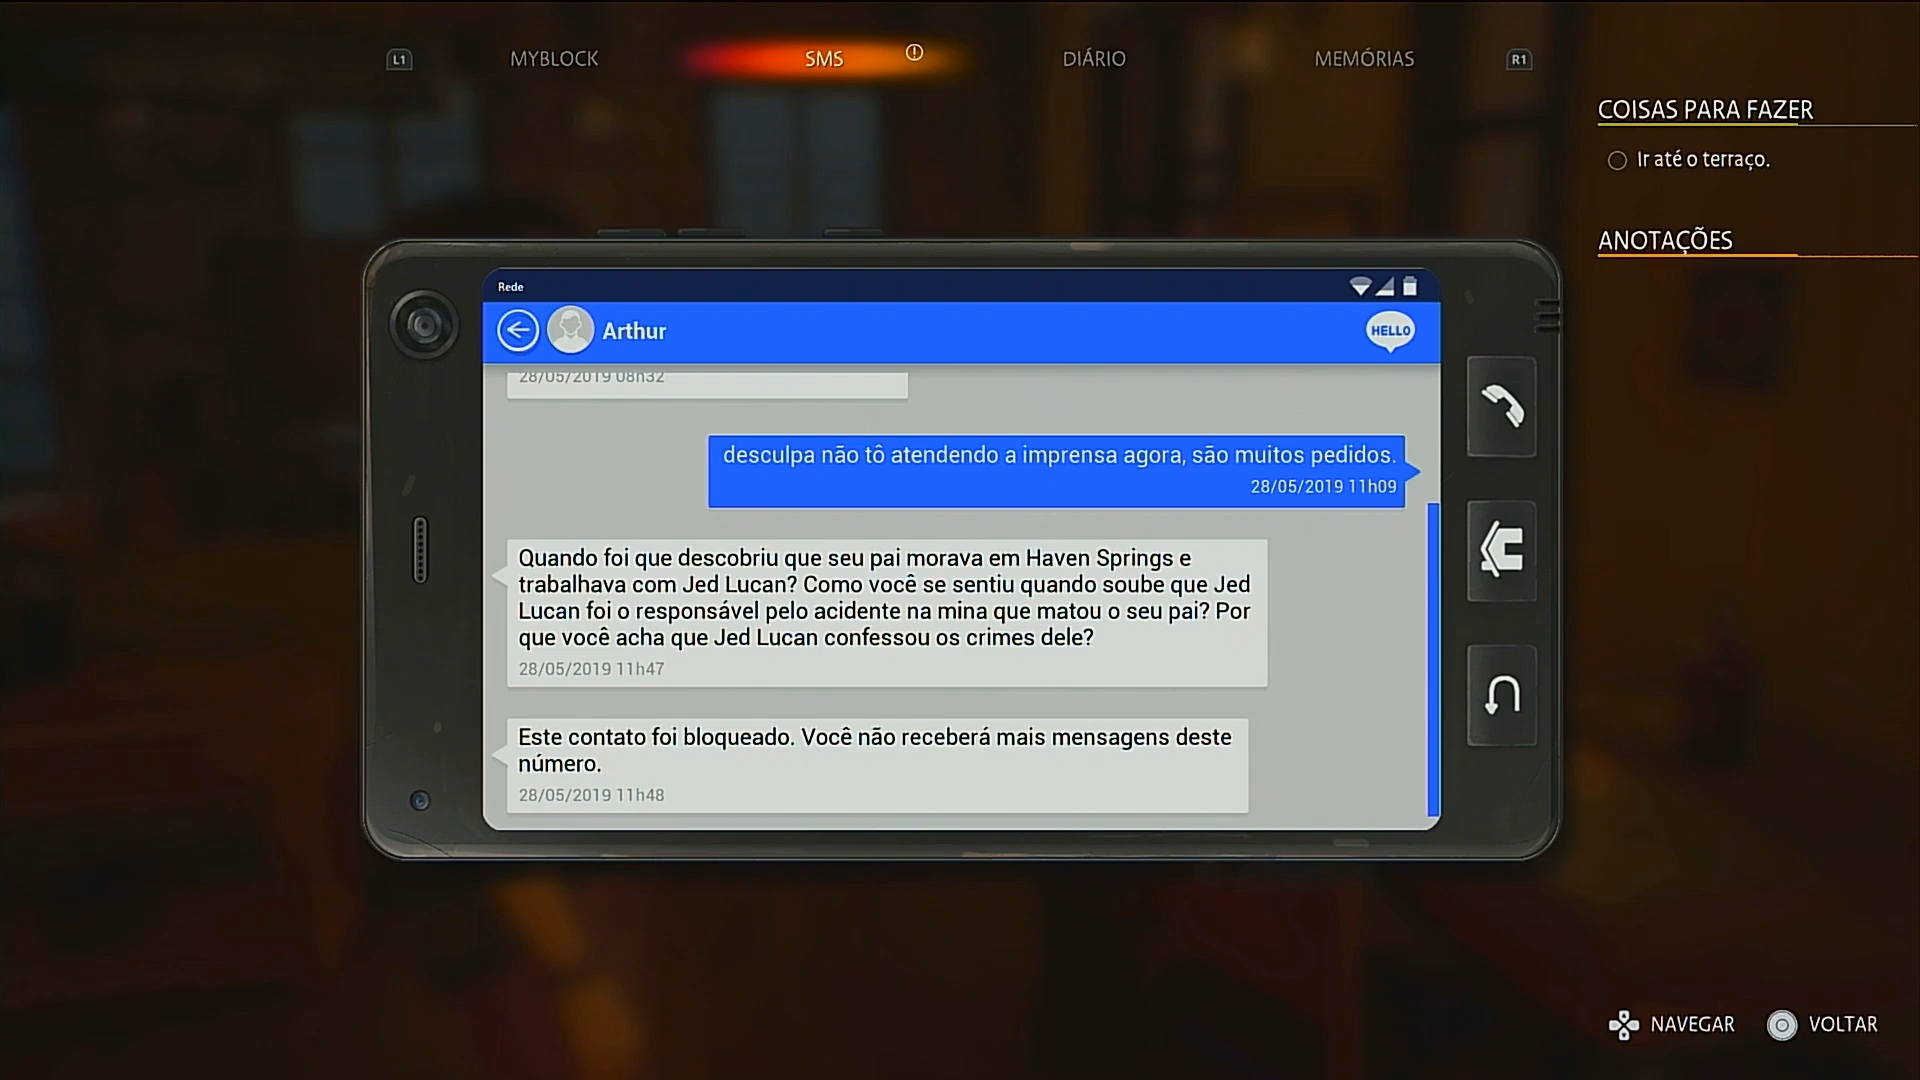 L1
MYBLOCK
SMS
DIÁRIO
MEMÓRIAS
R1
COISAS PARA FAZER
Ir até o terraço.
ANOTAÇÕES
Rede
Arthur
HELLO
28/05/2019 08h32
desculpa não tô atendendo a imprensa agora, são muitos pedidos.
28/05/2019 11h09
Quando foi que descobriu que seu pai morava em Haven Springs e
trabalhava com Jed Lucan? Como você se sentiu quando soube que Jed
Lucan foi o responsável pelo acidente na mina que matou o seu pai? Por
que você acha que Jed Lucan confessou os crimes dele?
28/05/2019 11h47
Este contato foi bloqueado. Você não receberá mais mensagens deste
número.
28/05/2019 11h48
NAVEGAR
VOLTAR